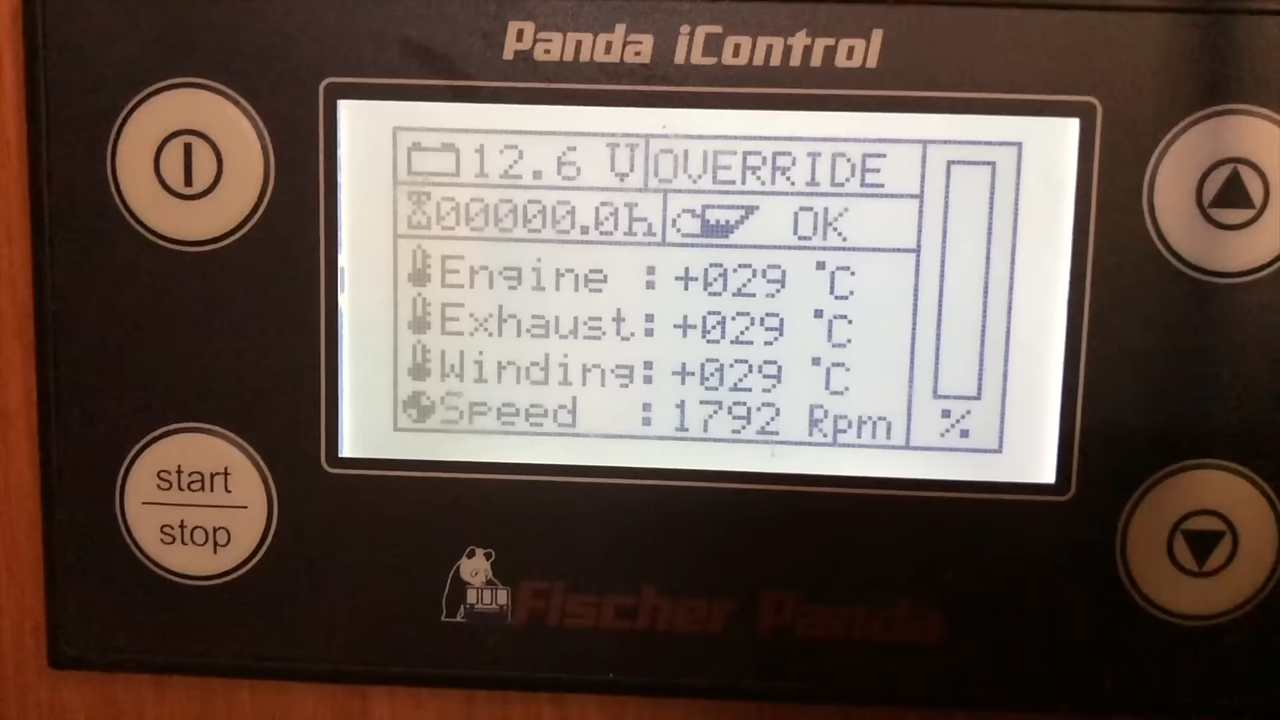 Panda iControl
12.6 V OVERRIDE
00000.0h OK
Engine : +029 °C
Exhaust: +029 °C
Winding: +029 °C
Speed : 1792 Rpm
%
start
stop
Fischer Panda